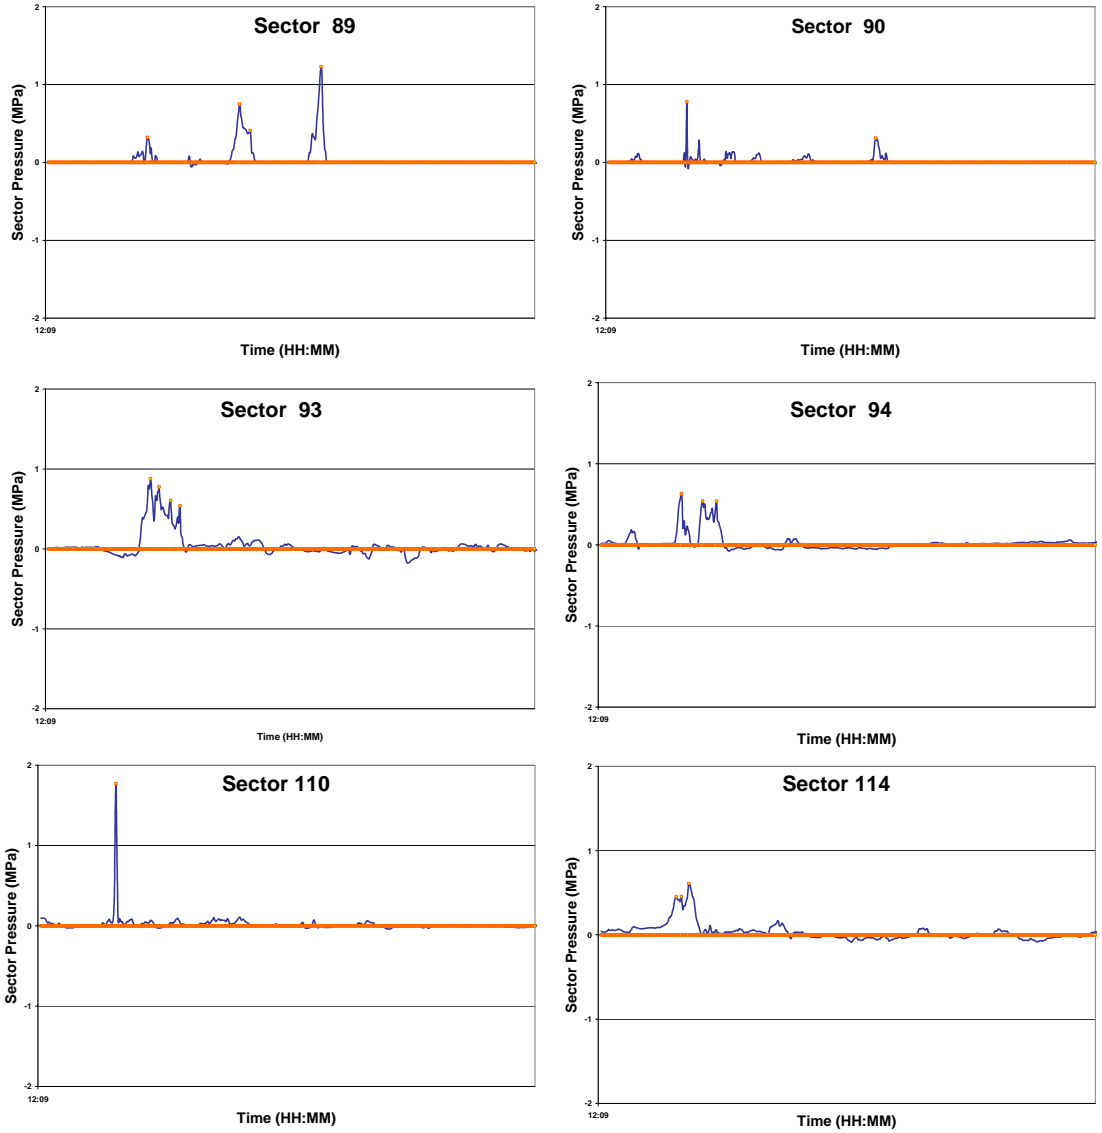 Sector 89
Sector Pressure (MPa)
2
1
0
-1
-2
12:09
Time (HH:MM)
Sector 90
Sector Pressure (MPa)
2
1
0
-1
-2
12:09
Time (HH:MM)
Sector 93
Sector Pressure (MPa)
2
1
0
-1
-2
12:09
Time (HH:MM)
Sector 94
Sector Pressure (MPa)
2
1
0
-1
-2
12:09
Time (HH:MM)
Sector 110
Sector Pressure (MPa)
2
1
0
-1
-2
12:09
Time (HH:MM)
Sector 114
Sector Pressure (MPa)
2
1
0
-1
-2
12:09
Time (HH:MM)